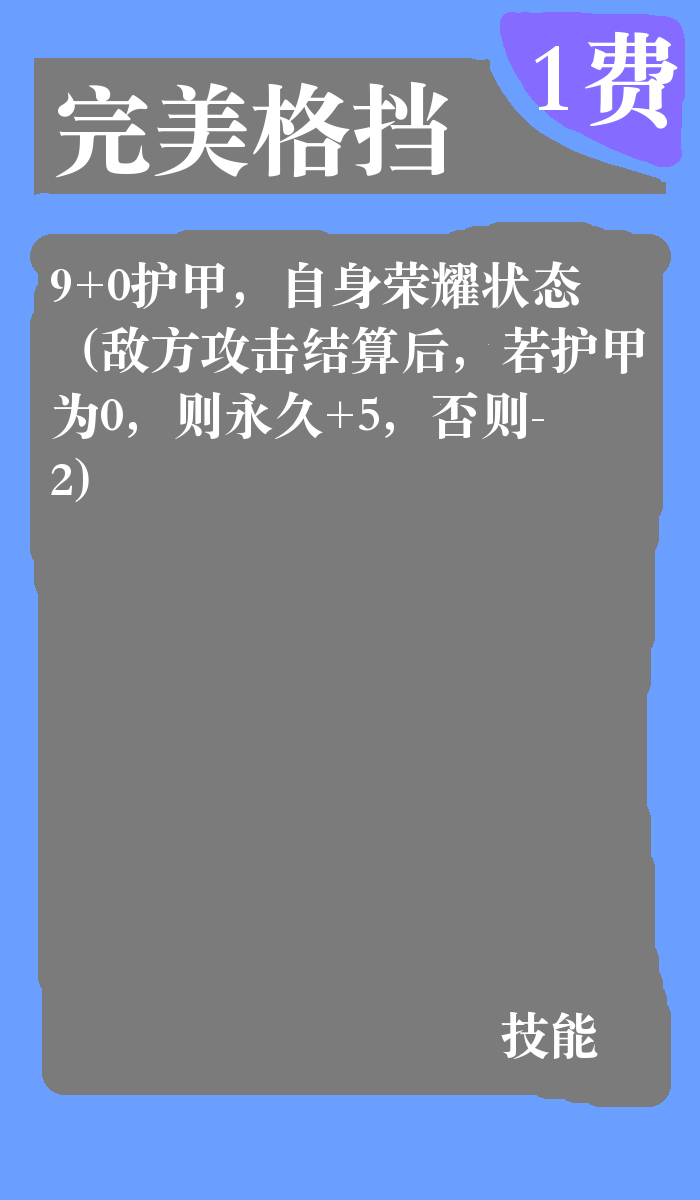 1费
完美格挡
9+0护甲，自身荣耀状态
（敌方攻击结算后，若护甲
为0，则永久+5，否则-
2）
技能